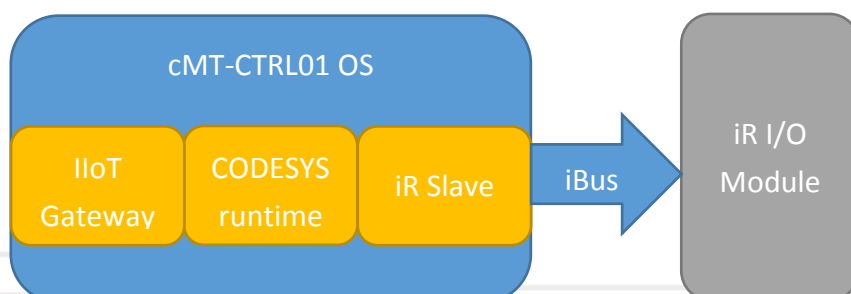 cMT-CTRL01 OS
IIoT
Gateway
CODESYS
runtime
iR Slave
iBus
iR I/O
Module